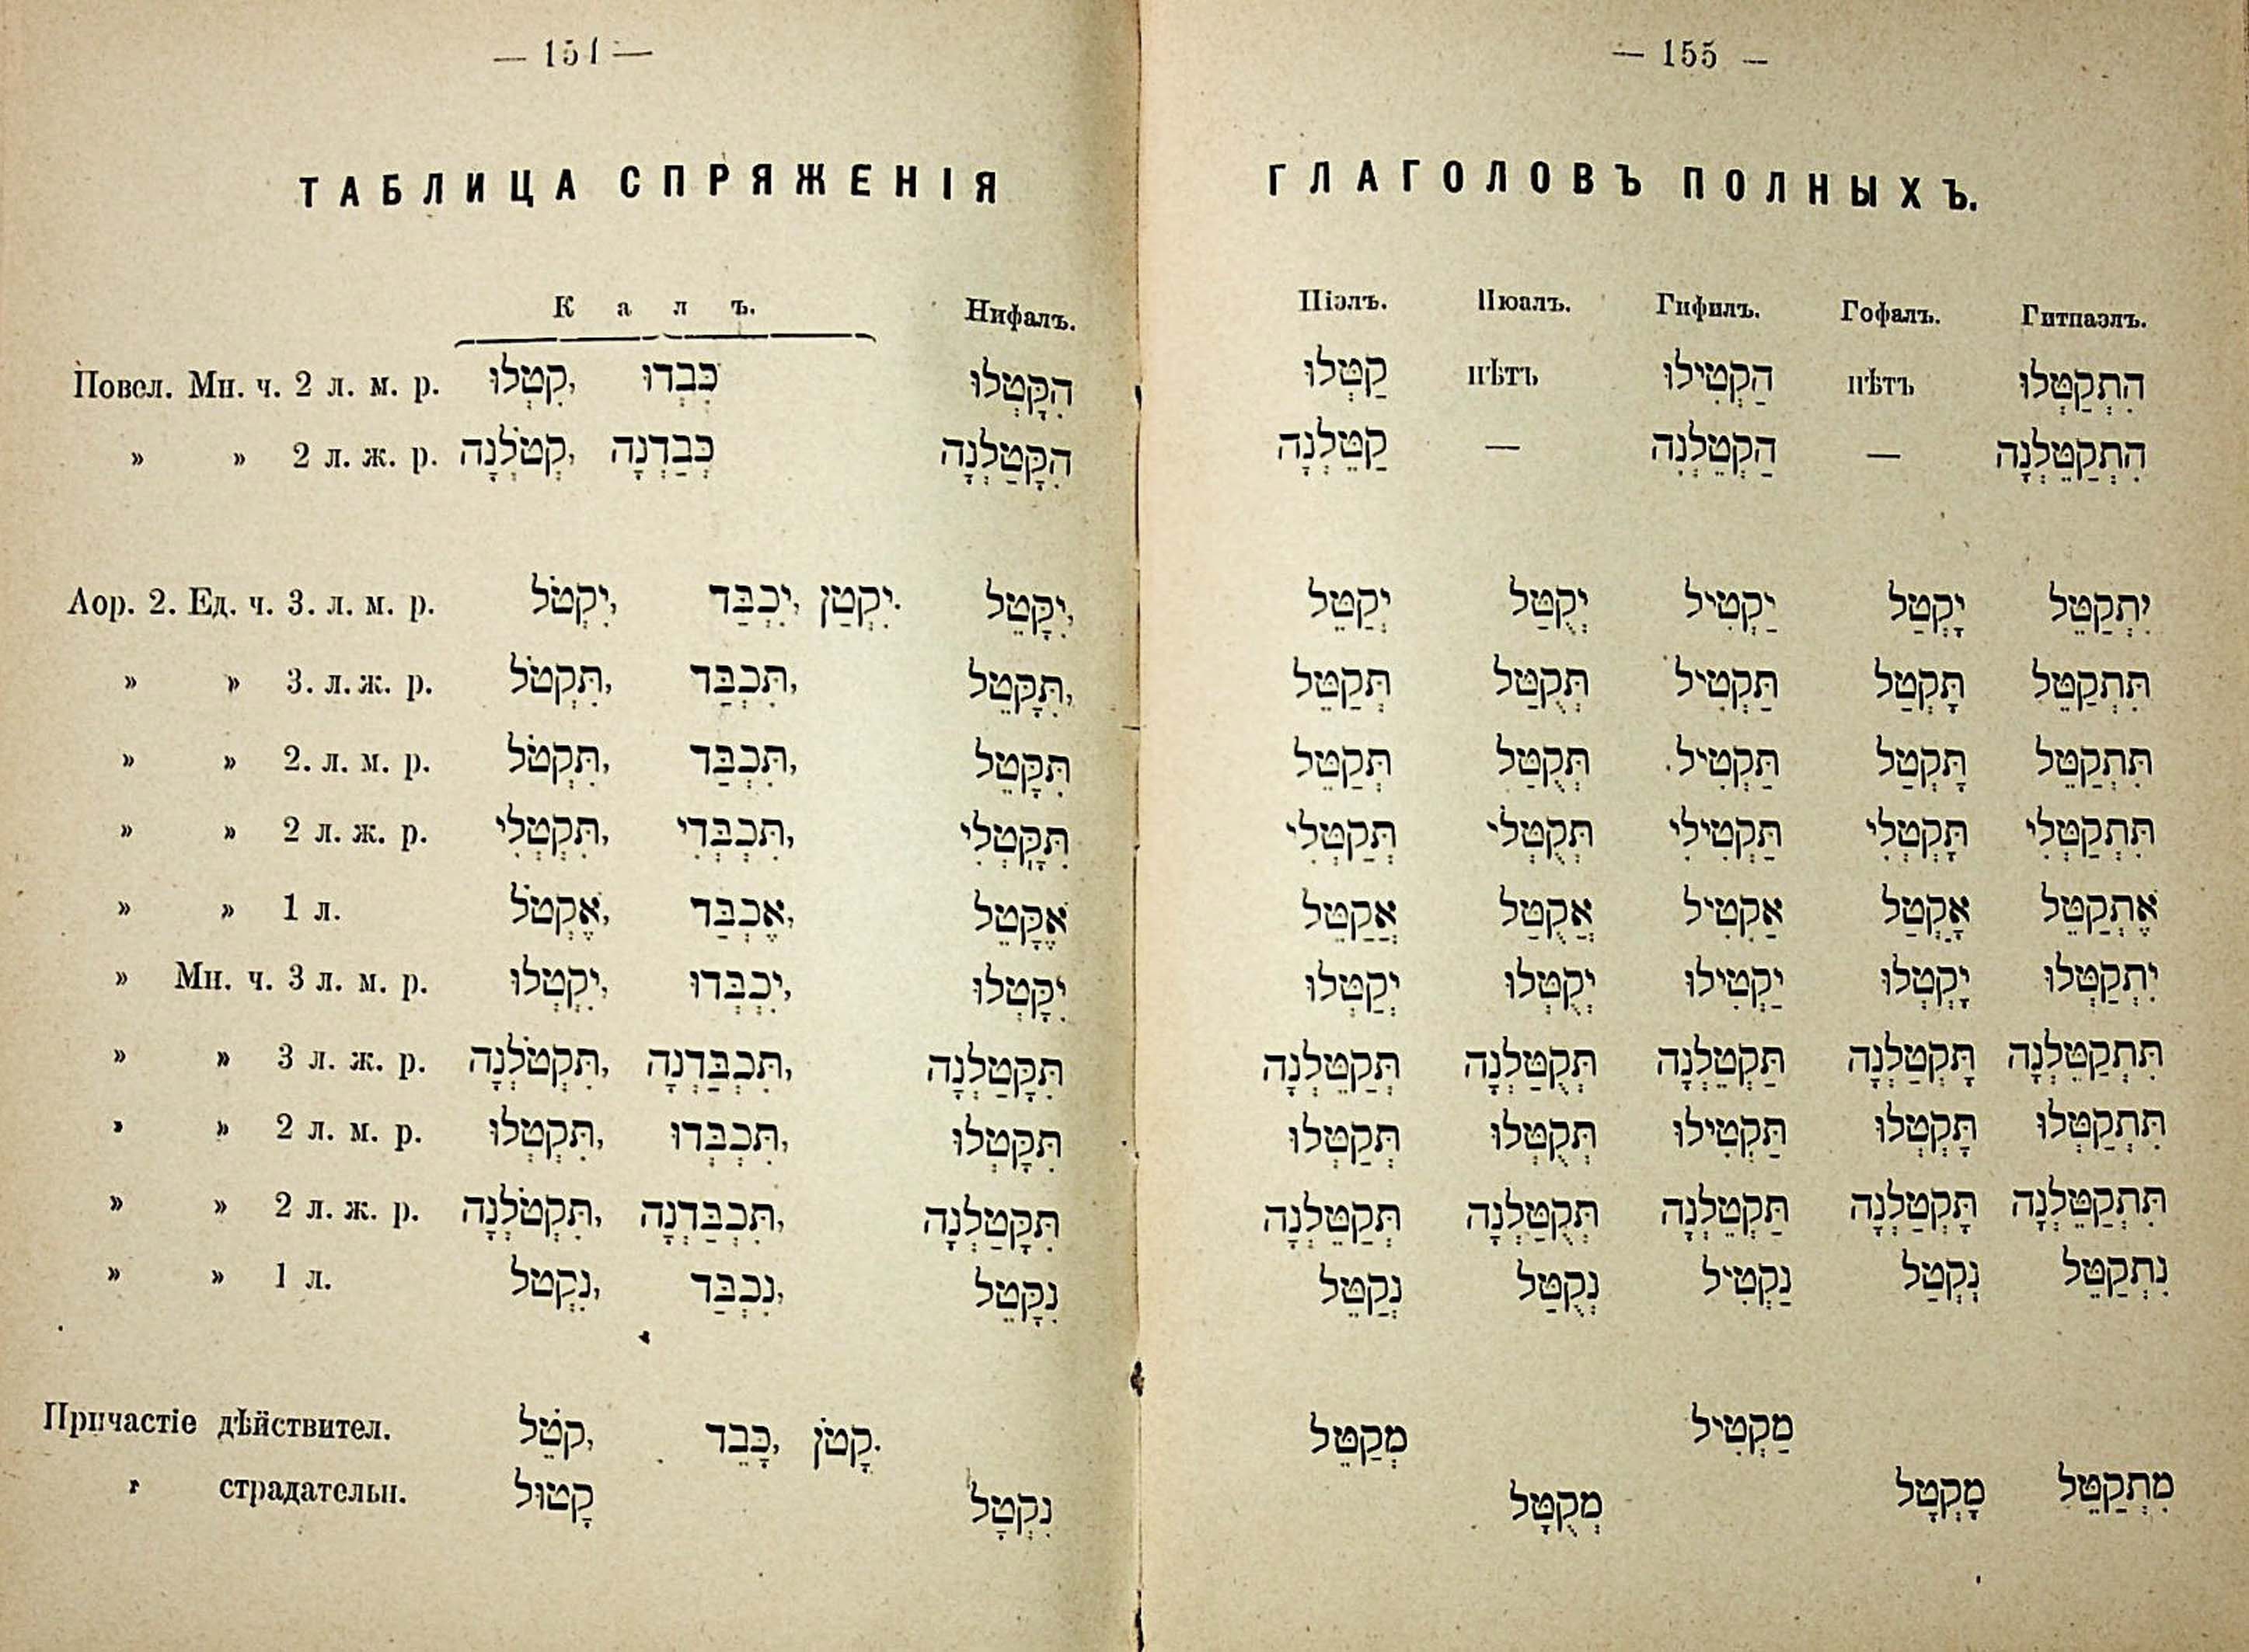 — 154 —
ТАБЛИЦА СПРЯЖЕНІЯ
Калъ. Нифалъ.
Повел. Мн. ч. 2 л. м. р. קִטְלוּ, כִּבְדוּ הִקָּטְלוּ
» » 2 л. ж. р. קְטֹלְנָה, כְּבַדְנָה הִקָּטַלְנָה
Аор. 2. Ед. ч. 3. л. м. р. יִקְטֹל, יִכְבַּד, יִקְטַן. יִקָּטֵל,
» » 3. л. ж. р. תִּקְטֹל, תִּכְבַּד, תִּקָּטֵל,
» » 2. л. м. р. תִּקְטֹל, תִּכְבַּד, תִּקָּטֵל
» » 2 л. ж. р. תִּקְטְלִי, תִּכְבְּדִי, תִּקָּטְלִי
» » 1 л. אֶקְטֹל, אֶכְבַּד, אֶקָּטֵל
» Мн. ч. 3 л. м. р. יִקְטְלוּ, יִכְבְּדוּ, יִקָּטְלוּ
» » 3 л. ж. р. תִּקְטֹלְנָה, תִּכְבַּדְנָה, תִּקָּטַלְנָה
» » 2 л. м. р. תִּקְטְלוּ, תִּכְבְּדוּ, תִּקָּטְלוּ
» » 2 л. ж. р. תִּקְטֹלְנָה, תִּכְבַּדְנָה, תִּקָּטַלְנָה
» » 1 л. נִקְטֹל, נִכְבַּד, נִקָּטֵל
Причастіе дѣйствител. קֹטֵל, כָּבֵד, קָטֹן.
» страдательн. קָטוּל נִקְטָל
— 155 —
ГЛАГОЛОВЪ ПОЛНЫХЪ.
Піэлъ. Пюалъ. Гифилъ. Гофалъ. Гитпаэлъ.
קַטְּלוּ нѣтъ הַקְטִילוּ нѣтъ הִתְקַטְּלוּ
קַטֵּלְנָה — הַקְטֵלְנִה — הִתְקַטֵּלְנָה
יְקַטֵּל יְקֻטַּל יַקְטִיל יָקְטַל יִתְקַטֵּל
תְּקַטֵּל תְּקֻטַּל תַּקְטִיל תָּקְטַל תִּתְקַטֵּל
תְּקַטֵּל תְּקֻטַּל תַּקְטִיל תָּקְטַל תִּתְקַטֵּל
תְּקַטְּלִי תְּקֻטְּלִי תַּקְטִילִי תָּקְטְלִי תִּתְקַטְּלִי
אֲקַטֵּל אֲקֻטַּל אַקְטִיל אָקְטַל אֶתְקַטֵּל
יְקַטְּלוּ יְקֻטְּלוּ יַקְטִילוּ יָקְטְלוּ יִתְקַטְּלוּ
תְּקַטֵּלְנָה תְּקֻטַּלְנָה תַּקְטֵלְנָה תָּקְטַלְנָה תִּתְקַטֵּלְנָה
תְּקַטְּלוּ תְּקֻטְּלוּ תַּקְטִילוּ תָּקְטְלוּ תִּתְקַטְּלוּ
תְּקַטֵּלְנָה תְּקֻטַּלְנָה תַּקְטֵלְנָה תָּקְטַלְנָה תִּתְקַטֵּלְנָה
נְקַטֵּל נְקֻטַּל נַקְטִיל נְקְטַל נִתְקַטֵּל
מְקַטֵּל מַקְטִיל
מְקֻטָּל מָקְטָל מִתְקַטֵּל